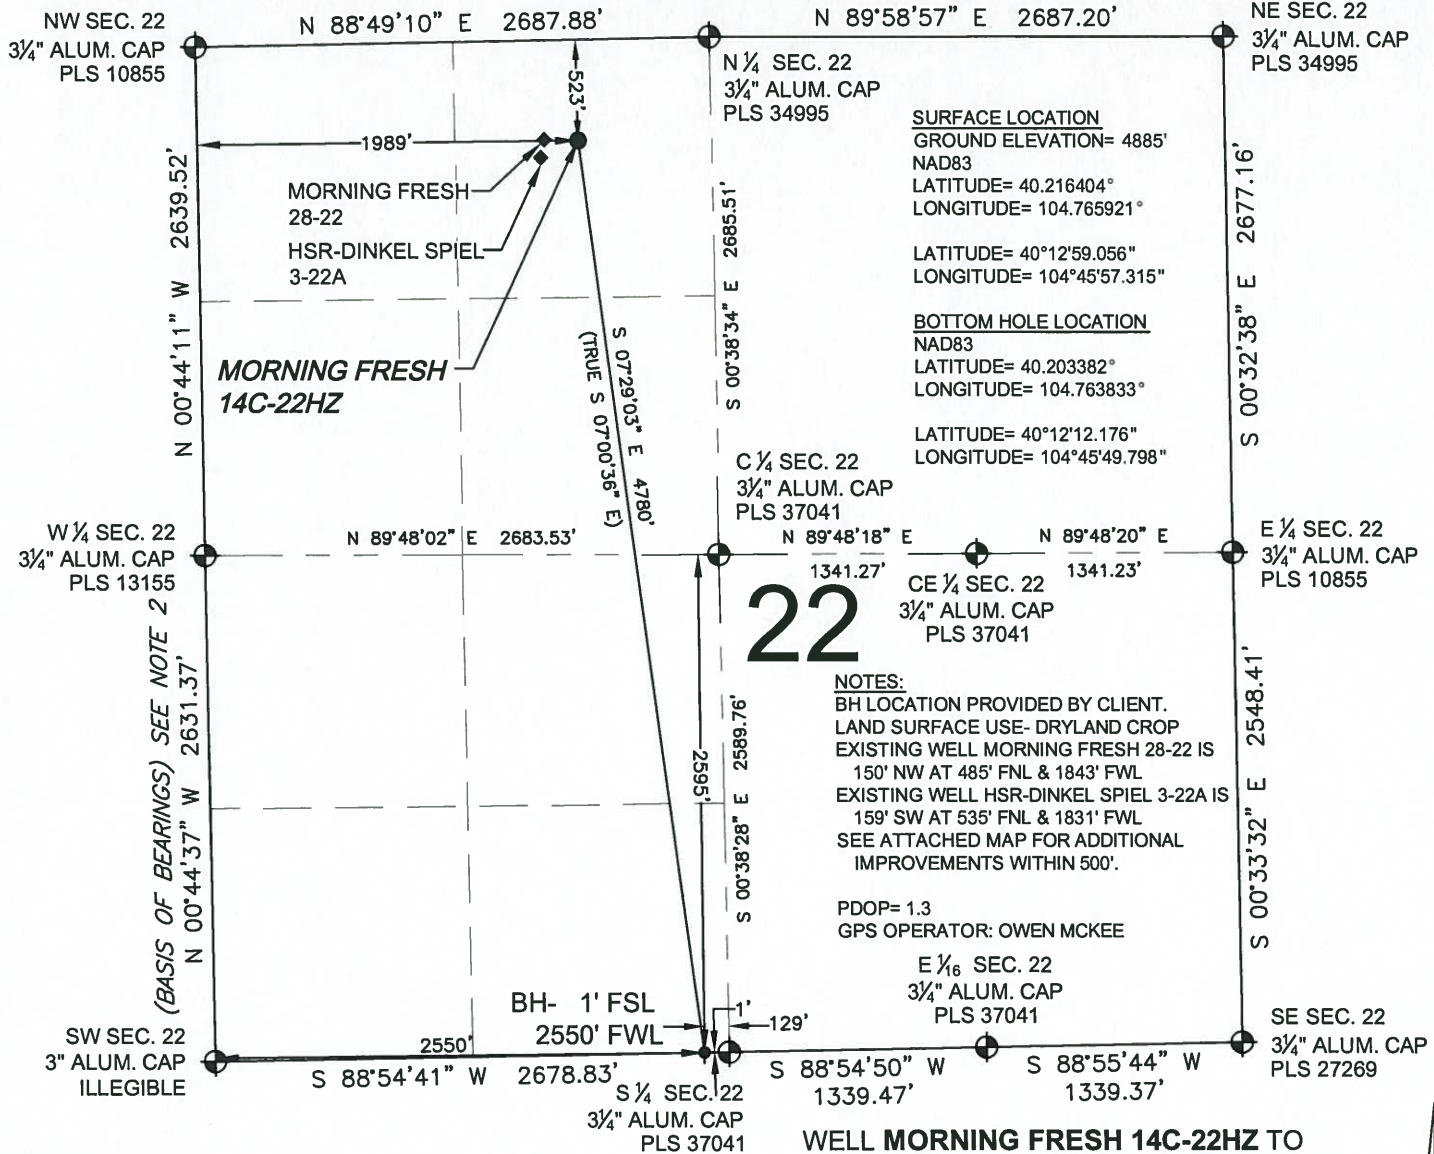 NW SEC. 22
3¼" ALUM. CAP
PLS 10855
N 88°49'10" E 2687.88'
N 89°58'57" E 2687.20'
NE SEC. 22
3¼" ALUM. CAP
PLS 34995
N ¼ SEC. 22
3¼" ALUM. CAP
PLS 34995
523'
1989'
MORNING FRESH
28-22
HSR-DINKEL SPIEL
3-22A
MORNING FRESH
14C-22HZ
SURFACE LOCATION
GROUND ELEVATION= 4885'
NAD83
LATITUDE= 40.216404°
LONGITUDE= 104.765921°
LATITUDE= 40°12'59.056"
LONGITUDE= 104°45'57.315"
BOTTOM HOLE LOCATION
NAD83
LATITUDE= 40.203382°
LONGITUDE= 104.763833°
LATITUDE= 40°12'12.176"
LONGITUDE= 104°45'49.798"
N 00°44'11" W 2639.52'
S 00°38'34" E 2685.51'
S 00°32'38" E 2677.16'
S 07°29'03" E 4780'
(TRUE S 07°00'36" E)
C ¼ SEC. 22
3¼" ALUM. CAP
PLS 37041
W ¼ SEC. 22
3¼" ALUM. CAP
PLS 13155
N 89°48'02" E 2683.53'
N 89°48'18" E
1341.27'
N 89°48'20" E
1341.23'
E ¼ SEC. 22
3¼" ALUM. CAP
PLS 10855
CE ¼ SEC. 22
3¼" ALUM. CAP
PLS 37041
22
(BASIS OF BEARINGS) SEE NOTE 2
N 00°44'37" W 2631.37'
2595'
S 00°38'28" E 2589.76'
S 00°33'32" E 2548.41'
NOTES:
BH LOCATION PROVIDED BY CLIENT.
LAND SURFACE USE- DRYLAND CROP
EXISTING WELL MORNING FRESH 28-22 IS
150' NW AT 485' FNL & 1843' FWL
EXISTING WELL HSR-DINKEL SPIEL 3-22A IS
159' SW AT 535' FNL & 1831' FWL
SEE ATTACHED MAP FOR ADDITIONAL
IMPROVEMENTS WITHIN 500'.
PDOP= 1.3
GPS OPERATOR: OWEN MCKEE
E ⅟16 SEC. 22
3¼" ALUM. CAP
PLS 37041
BH- 1' FSL
2550' FWL
1'
129'
SW SEC. 22
3" ALUM. CAP
ILLEGIBLE
2550'
S 88°54'41" W 2678.83'
S ¼ SEC. 22
3¼" ALUM. CAP
PLS 37041
S 88°54'50" W
1339.47'
S 88°55'44" W
1339.37'
SE SEC. 22
3¼" ALUM. CAP
PLS 27269
WELL MORNING FRESH 14C-22HZ TO